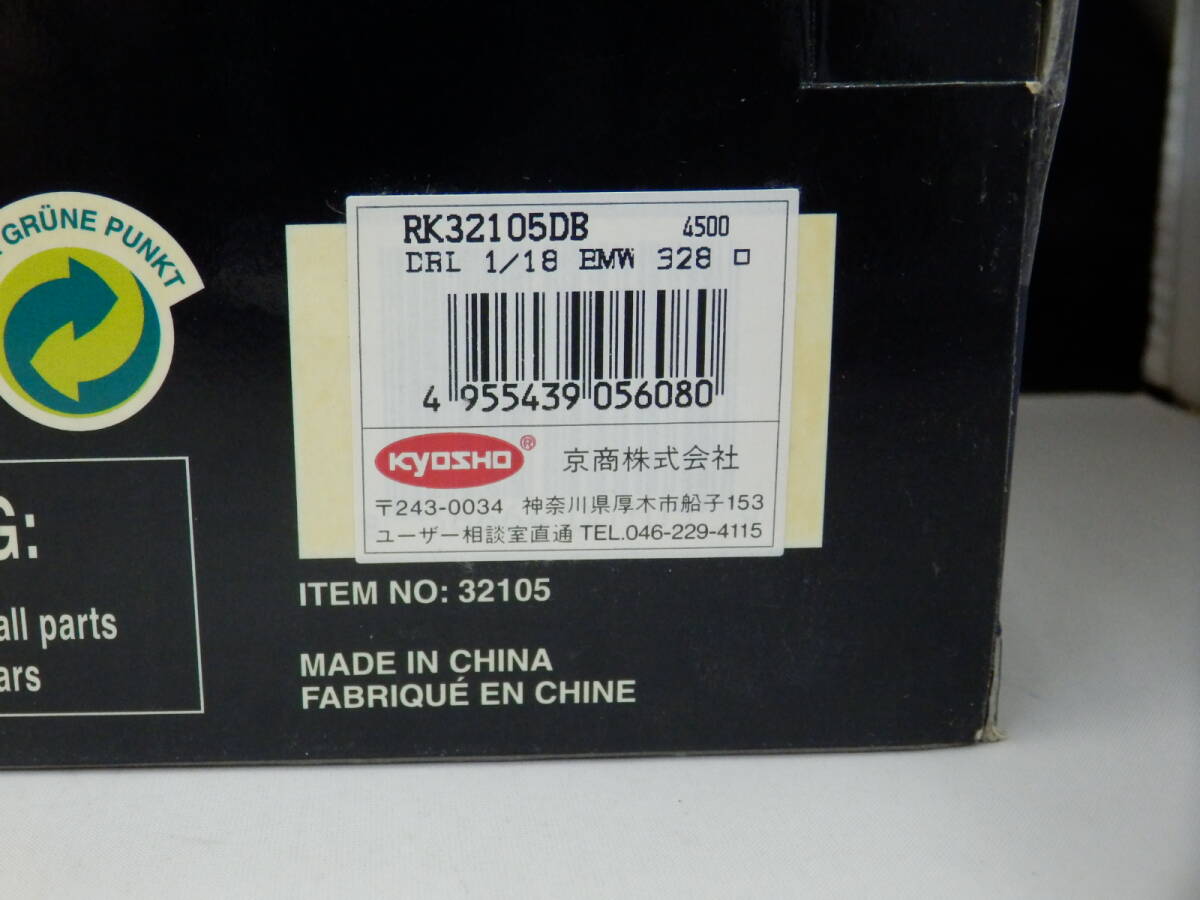 GRÜNE PUNKT
RK32105DB 4500
DRL 1/18 BMW 328 ロ
4 955439 056080
KYOSHO® 京商株式会社
〒243-0034 神奈川県厚木市船子153
ユーザー相談室直通 TEL.046-229-4115
G:
all parts
ars
ITEM NO: 32105
MADE IN CHINA
FABRIQUÉ EN CHINE